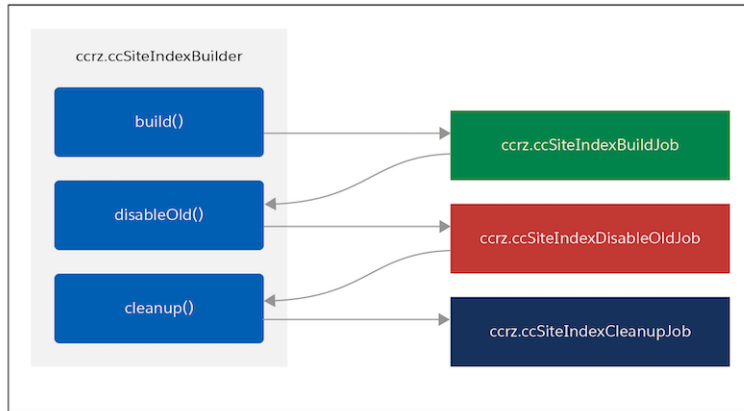 ccrz.ccSiteIndexBuilder
build()
ccrz.ccSiteIndexBuildJob
disableOld()
ccrz.ccSiteIndexDisableOldJob
cleanup()
ccrz.ccSiteIndexCleanupJob